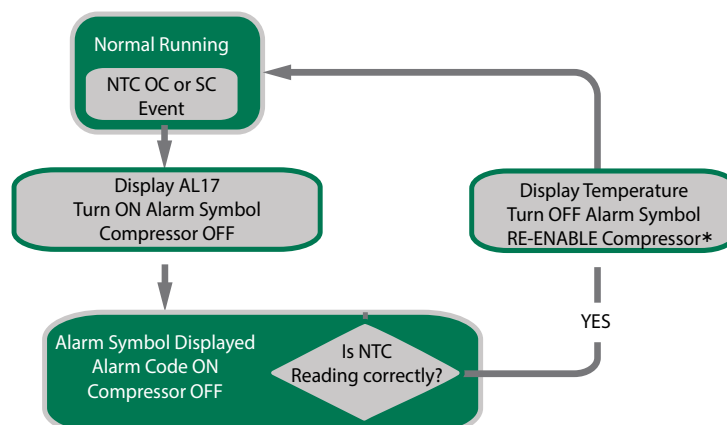 Normal Running
NTC OC or SC
Event
Display AL17
Turn ON Alarm Symbol
Compressor OFF
Display Temperature
Turn OFF Alarm Symbol
RE-ENABLE Compressor*
YES
Alarm Symbol Displayed
Alarm Code ON
Compressor OFF
Is NTC
Reading correctly?